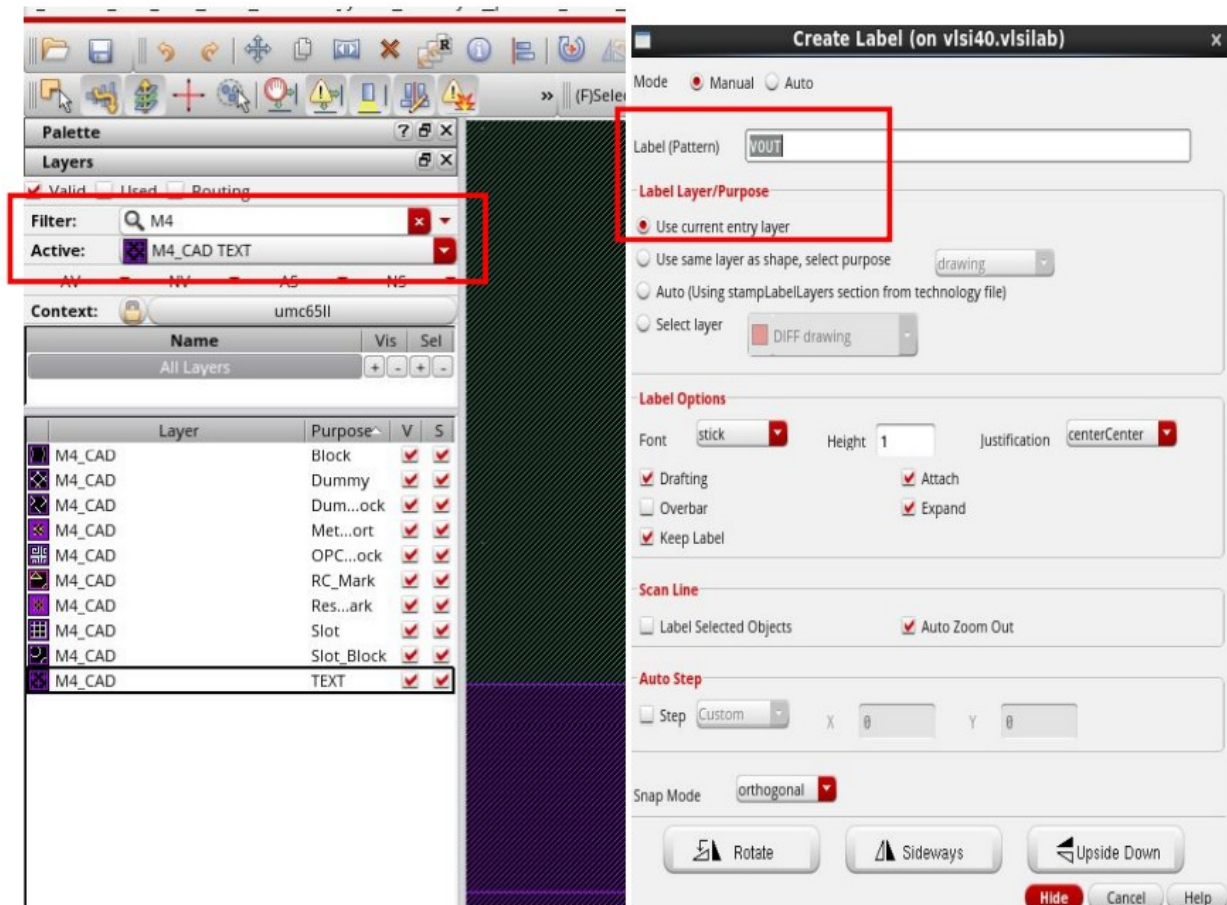 (F)Sele
Palette
Layers
Valid Used Routing
Filter: M4
Active: M4_CAD TEXT
AV NV AS NS
Context: umc65ll
Name Vis Sel
All Layers + - + -
Layer Purpose V S
M4_CAD Block
M4_CAD Dummy
M4_CAD Dum...ock
M4_CAD Met...ort
M4_CAD OPC...ock
M4_CAD RC_Mark
M4_CAD Res...ark
M4_CAD Slot
M4_CAD Slot_Block
M4_CAD TEXT
Create Label (on vlsi40.vlsilab)
Mode Manual Auto
Label (Pattern) VOUT
Label Layer/Purpose
Use current entry layer
Use same layer as shape, select purpose drawing
Auto (Using stampLabelLayers section from technology file)
Select layer DIFF drawing
Label Options
Font stick Height 1 Justification centerCenter
Drafting Attach
Overbar Expand
Keep Label
Scan Line
Label Selected Objects Auto Zoom Out
Auto Step
Step Custom X 0 Y 0
Snap Mode orthogonal
Rotate Sideways Upside Down
Hide Cancel Help